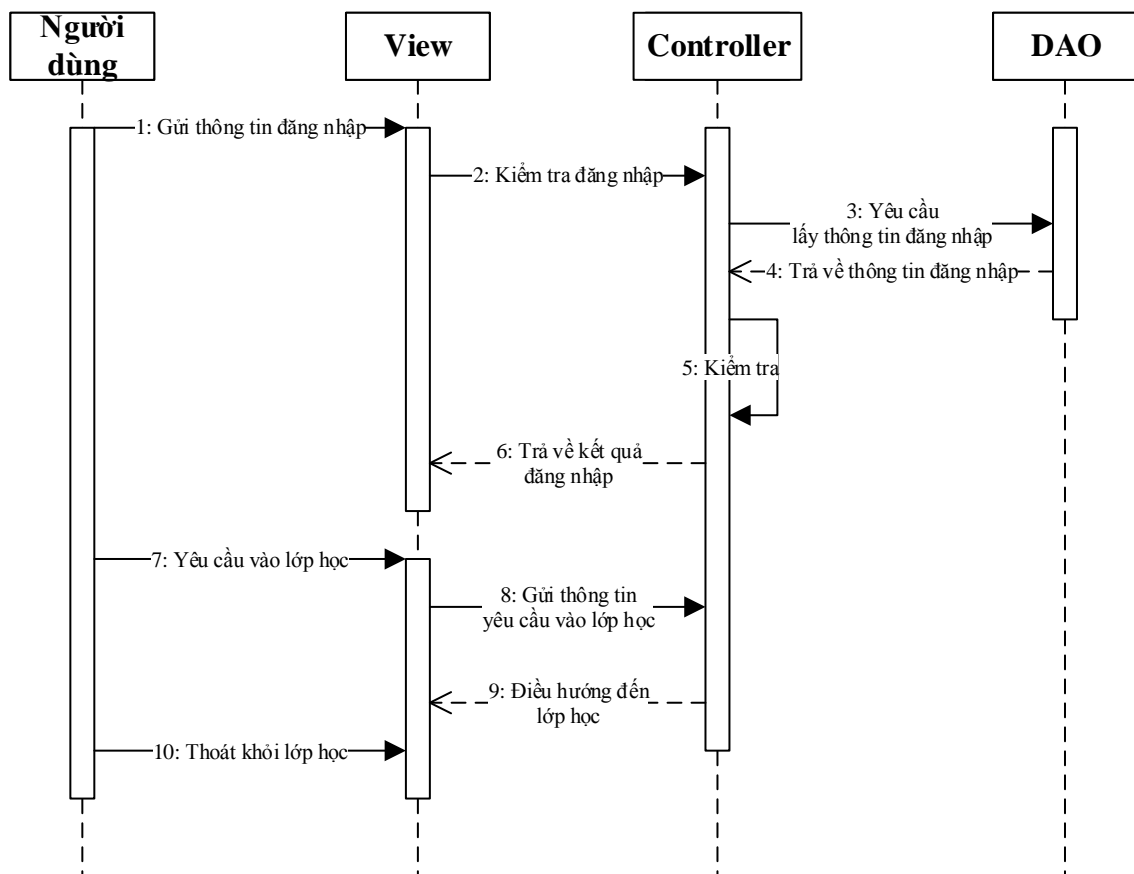 Người
dùng
View
Controller
DAO
1: Gửi thông tin đăng nhập
2: Kiểm tra đăng nhập
3: Yêu cầu
lấy thông tin đăng nhập
4: Trả về thông tin đăng nhập
5: Kiểm tra
6: Trả về kết quả
đăng nhập
7: Yêu cầu vào lớp học
8: Gửi thông tin
yêu cầu vào lớp học
9: Điều hướng đến
lớp học
10: Thoát khỏi lớp học